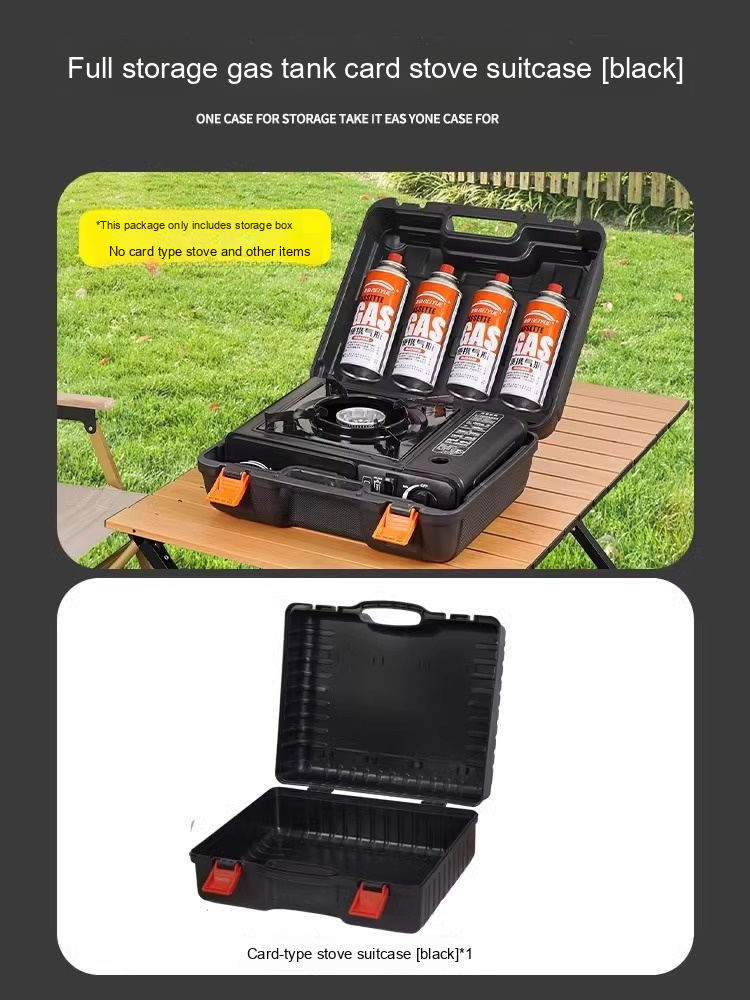 Full storage gas tank card stove suitcase [black]
ONE CASE FOR STORAGE TAKE IT EAS YONE CASE FOR
*This package only includes storage box
No card type stove and other items
GAS
GAS
GAS
GAS
Card-type stove suitcase [black]*1